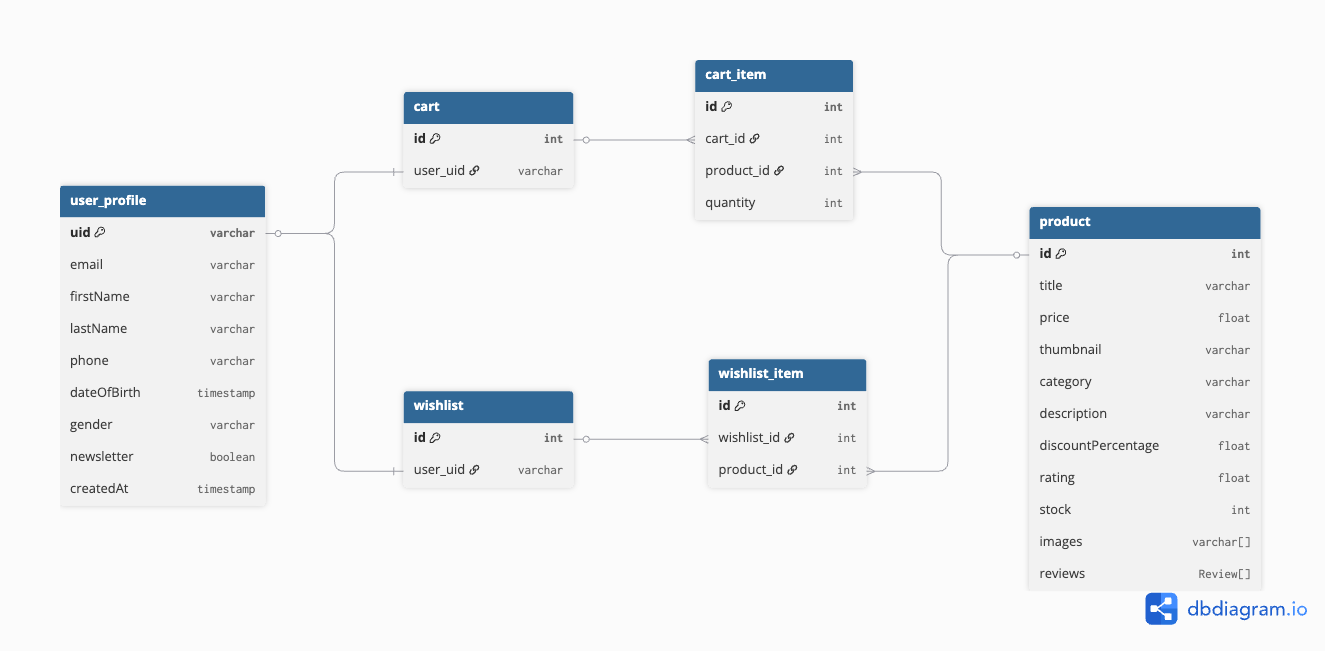 user_profile
uid varchar
email varchar
firstName varchar
lastName varchar
phone varchar
dateOfBirth timestamp
gender varchar
newsletter boolean
createdAt timestamp
cart
id int
user_uid varchar
wishlist
id int
user_uid varchar
cart_item
id int
cart_id int
product_id int
quantity int
wishlist_item
id int
wishlist_id int
product_id int
product
id int
title varchar
price float
thumbnail varchar
category varchar
description varchar
discountPercentage float
rating float
stock int
images varchar[]
reviews Review[]
dbdiagram.io